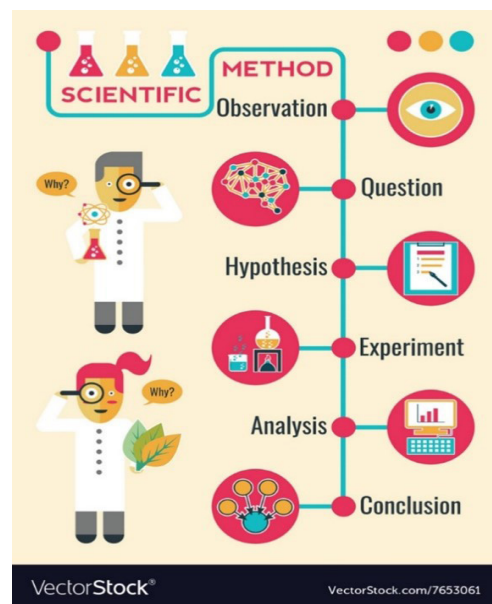 SCIENTIFIC METHOD
Observation
Question
Why?
Hypothesis
Experiment
Why?
Analysis
Conclusion
VectorStock®
VectorStock.com/7653061